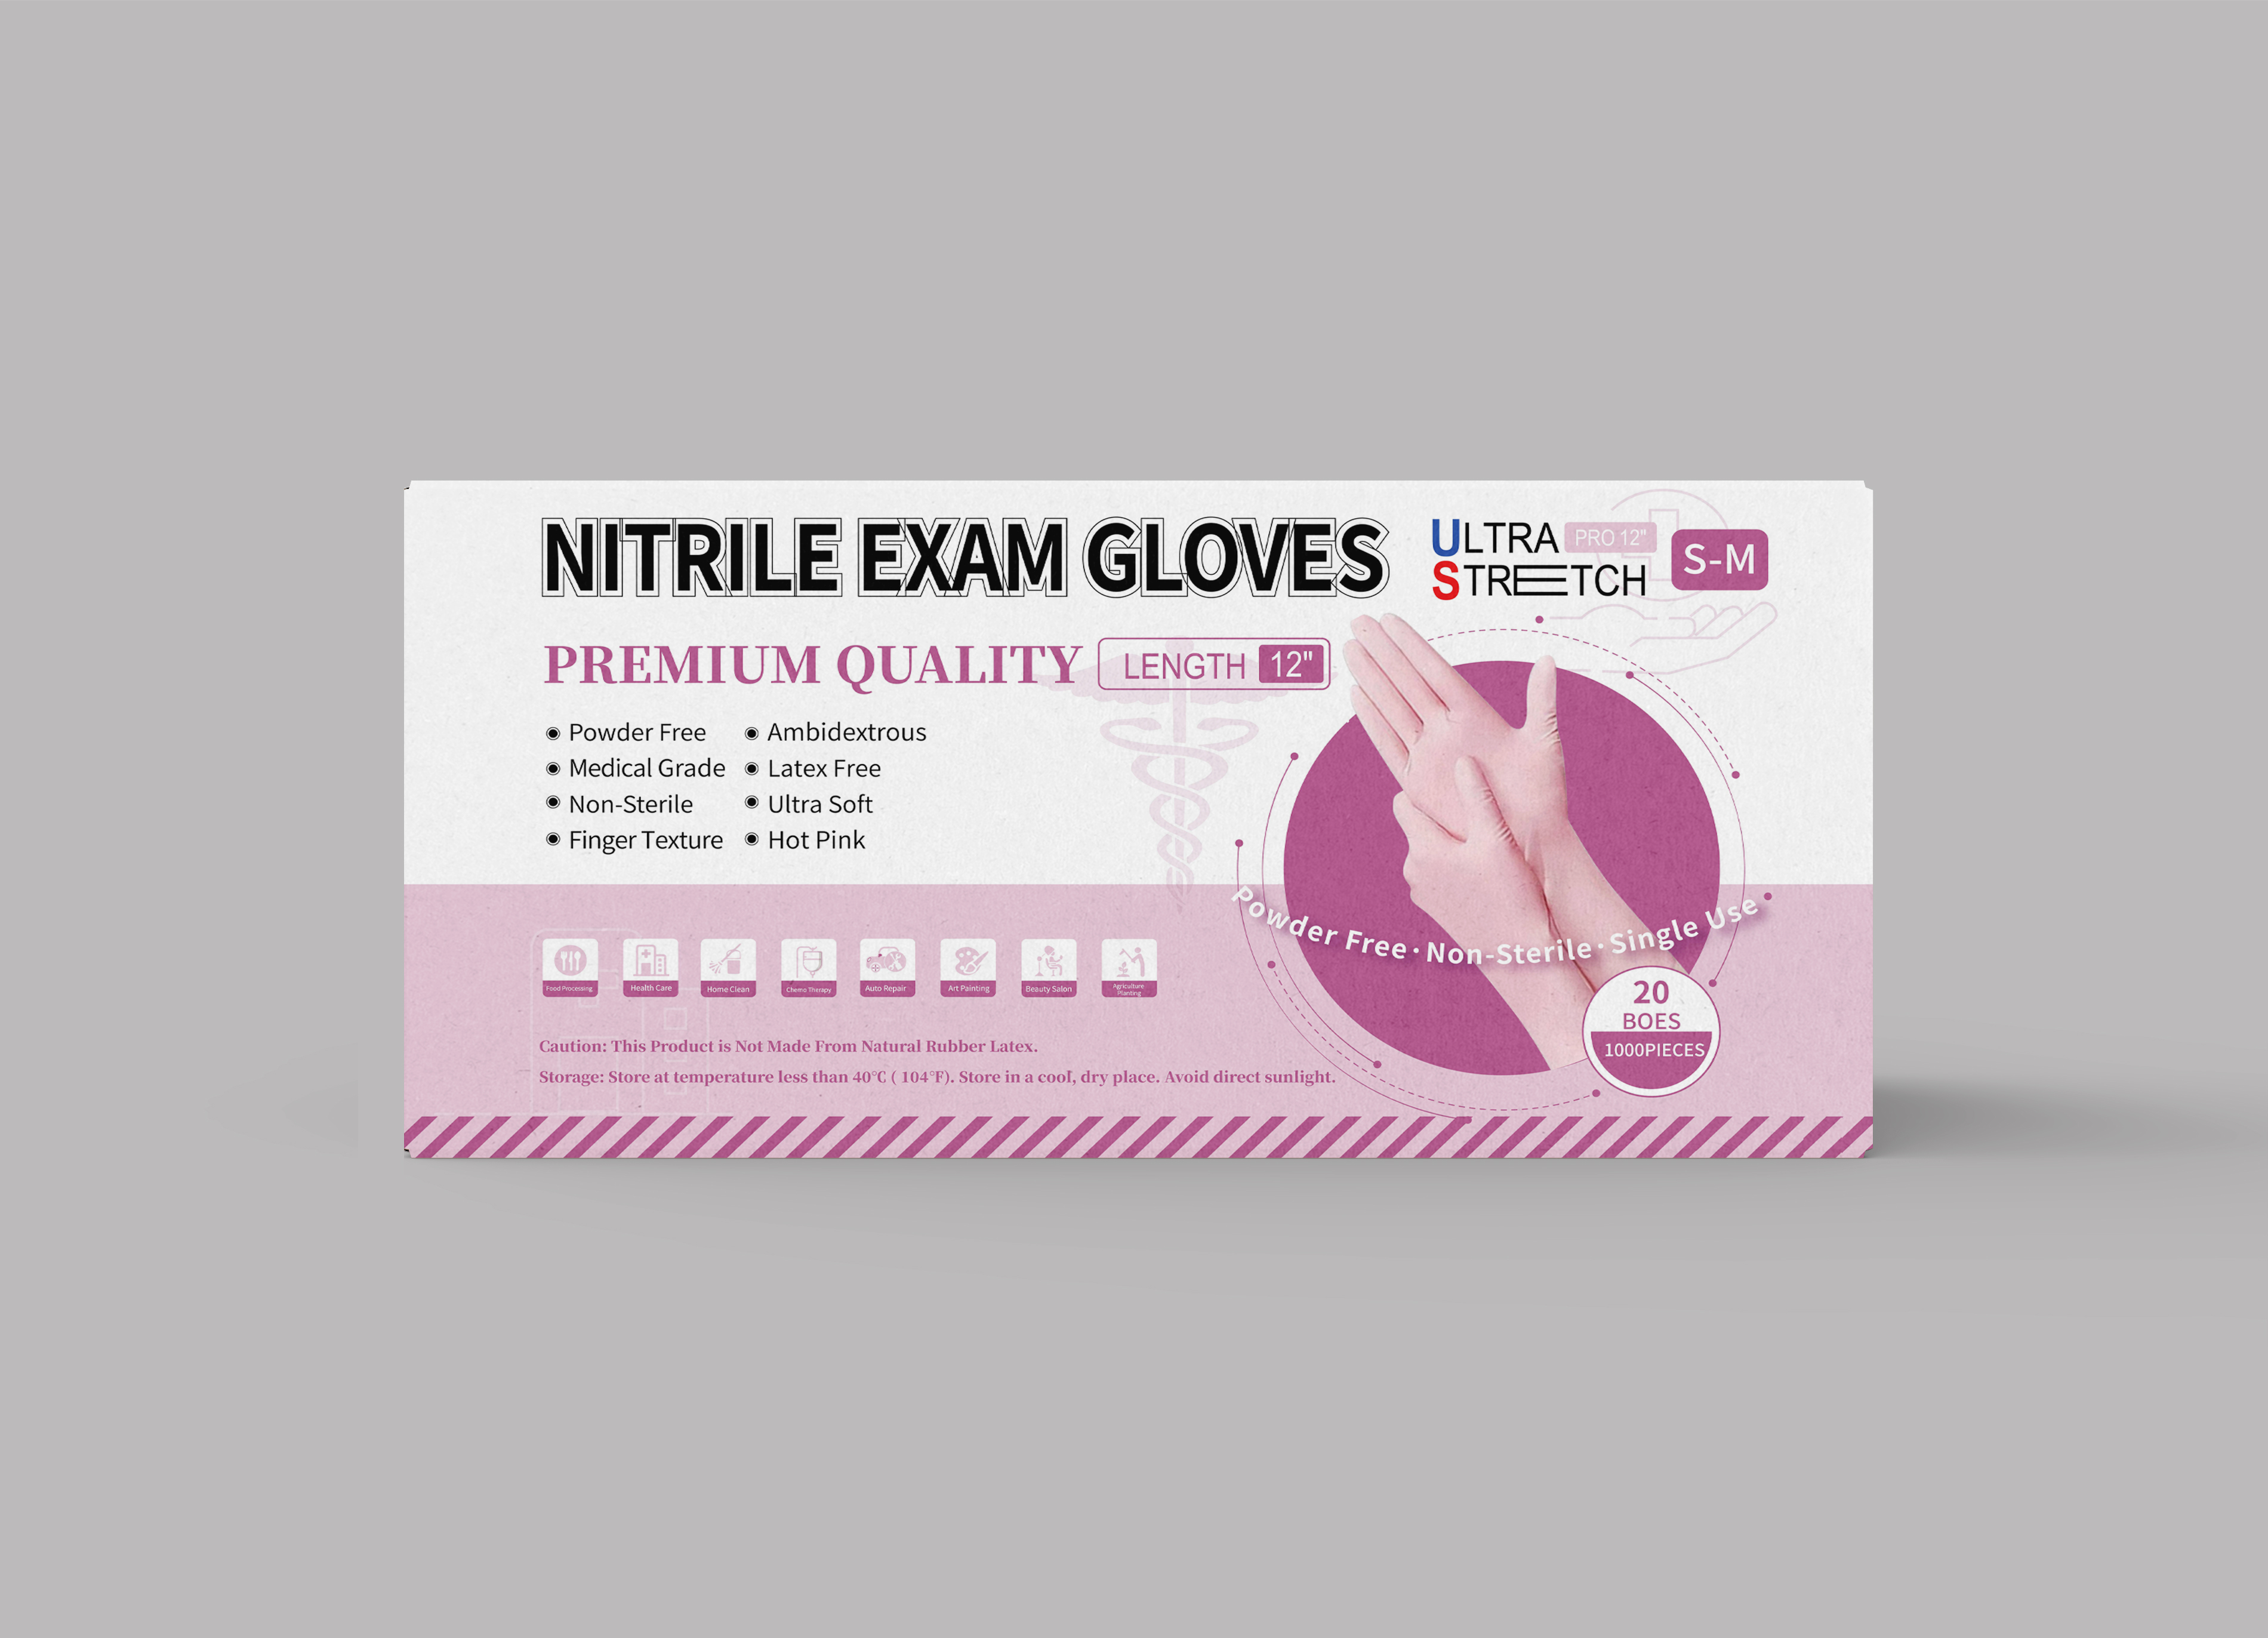 NITRILE EXAM GLOVES
ULTRA PRO 12"
STRETCH
S-M
PREMIUM QUALITY LENGTH 12"
Powder Free
Medical Grade
Non-Sterile
Finger Texture
Ambidextrous
Latex Free
Ultra Soft
Hot Pink
Powder Free·Non-Sterile·Single Use
Food Processing
Health Care
Home Clean
Chemo Therapy
Auto Repair
Art Painting
Beauty Salon
Agriculture
Planting
20
BOES
1000PIECES
Caution: This Product is Not Made From Natural Rubber Latex.
Storage: Store at temperature less than 40℃ ( 104℉). Store in a cool, dry place. Avoid direct sunlight.